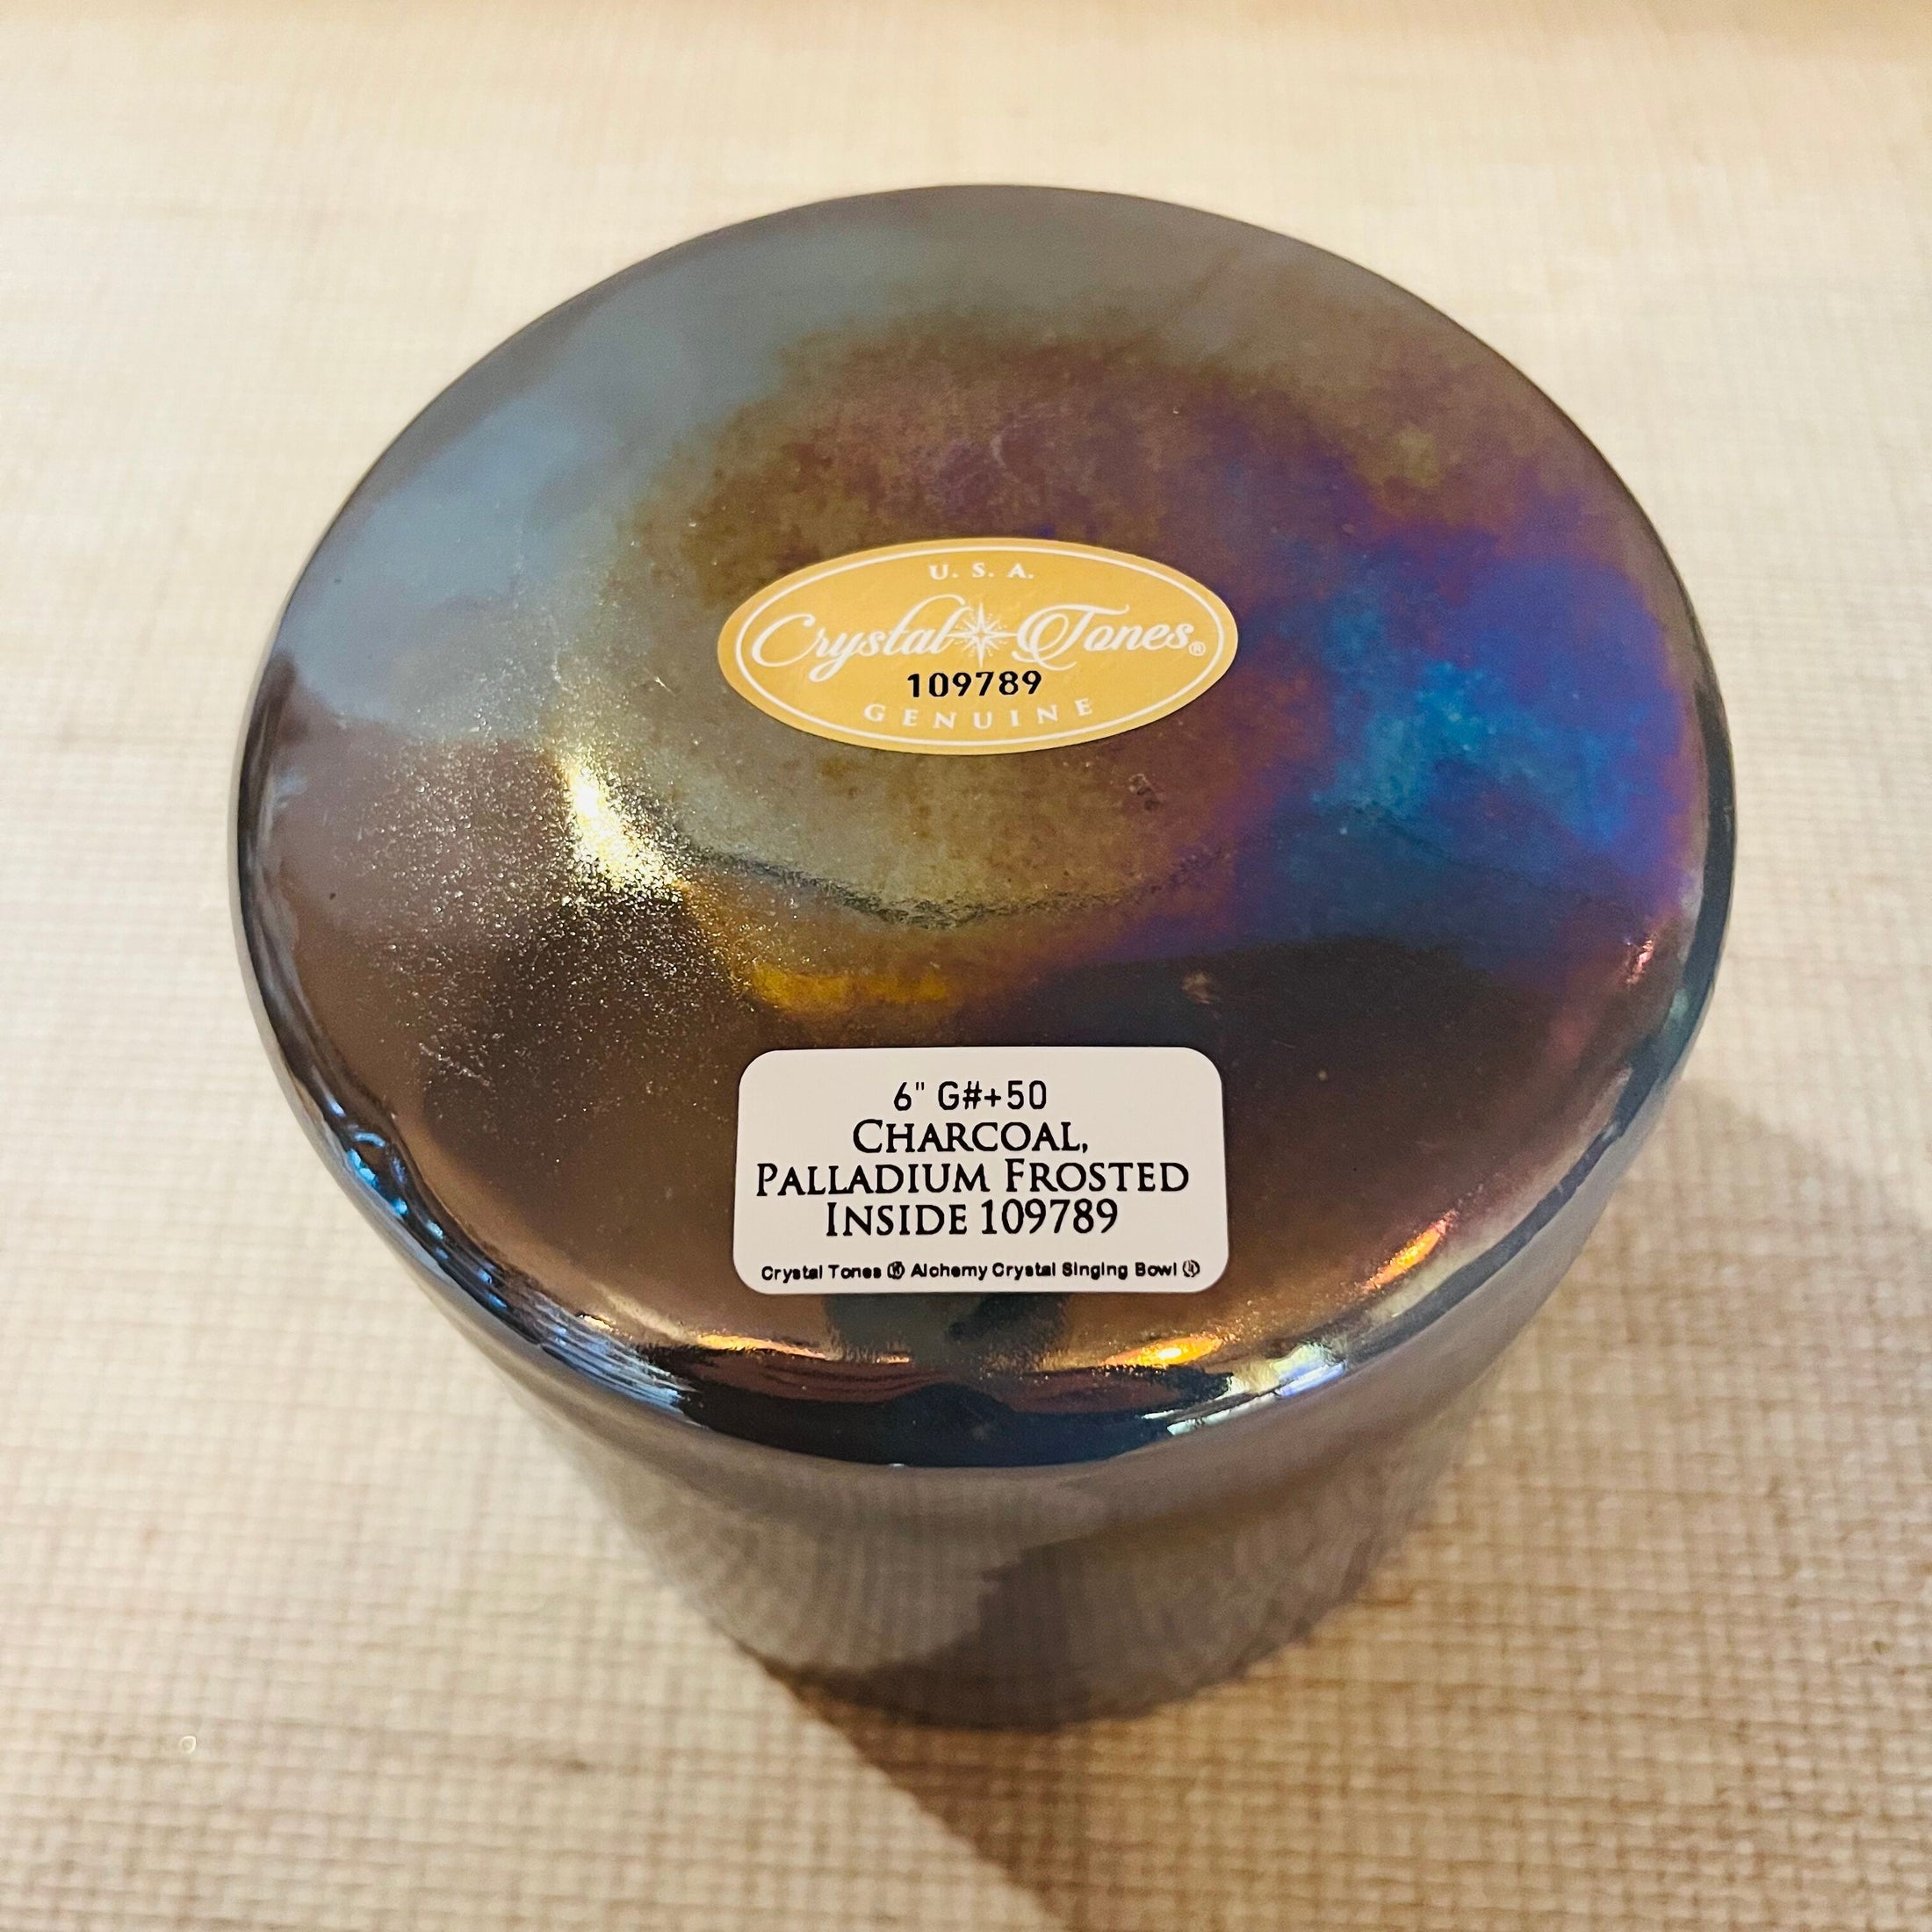 U. S. A.
Crystal Tones®
109789
GENUINE
6" G#+50
CHARCOAL,
PALLADIUM FROSTED
INSIDE 109789
Crystal Tones ® Alchemy Crystal Singing Bowl ®